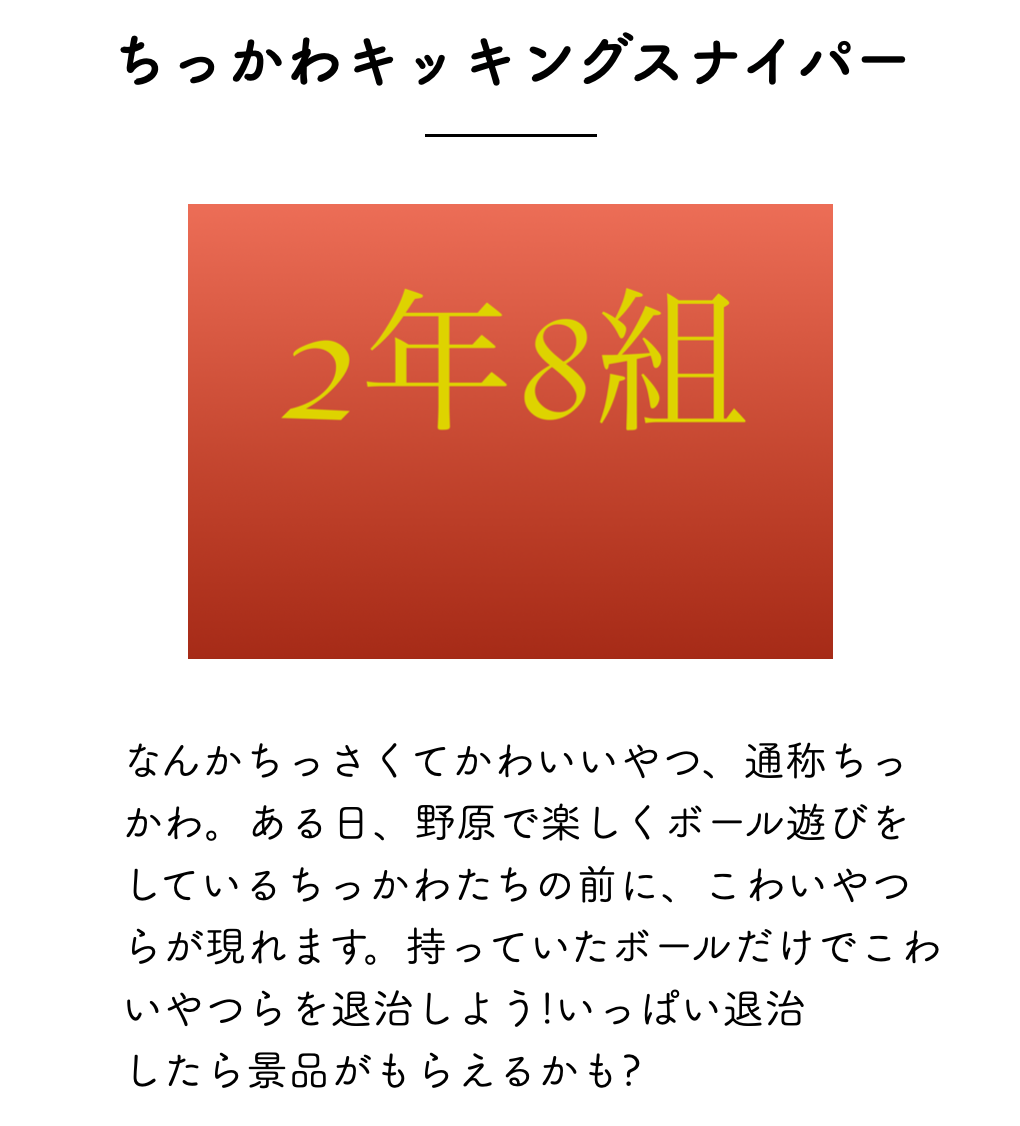 ちっかわキッキングスナイパー
2年8組
なんかちっさくてかわいいやつ、通称ちっ
かわ。ある日、野原で楽しくボール遊びを
しているちっかわたちの前に、こわいやつ
らが現れます。持っていたボールだけでこわ
いやつらを退治しよう!いっぱい退治
したら景品がもらえるかも?